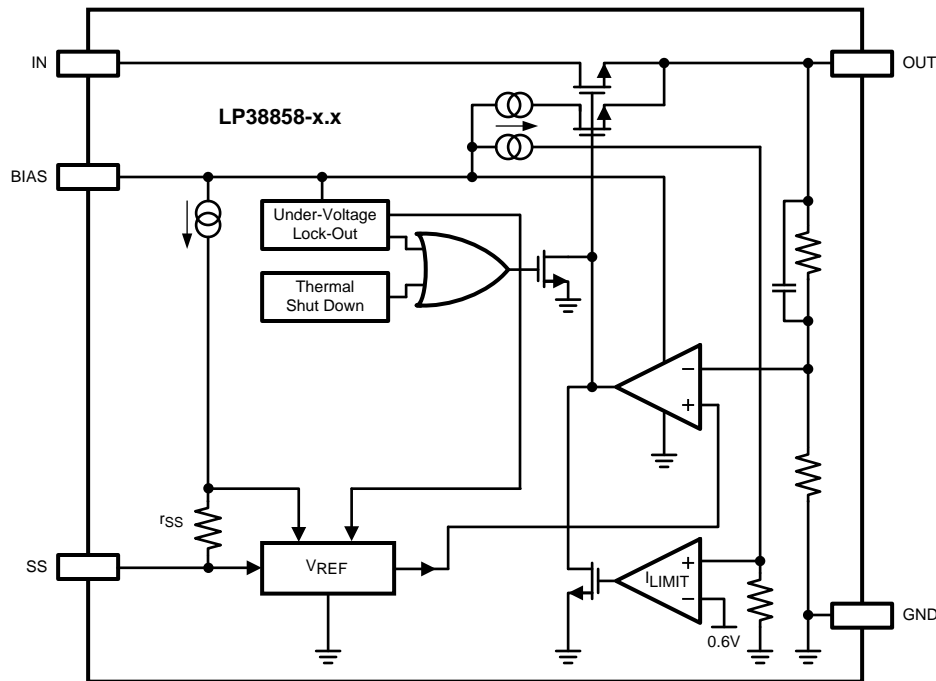 IN
OUT
LP38858-x.x
BIAS
Under-Voltage
Lock-Out
Thermal
Shut Down
−
+
rSS
SS
VREF
+
ILIMIT
−
0.6V
GND